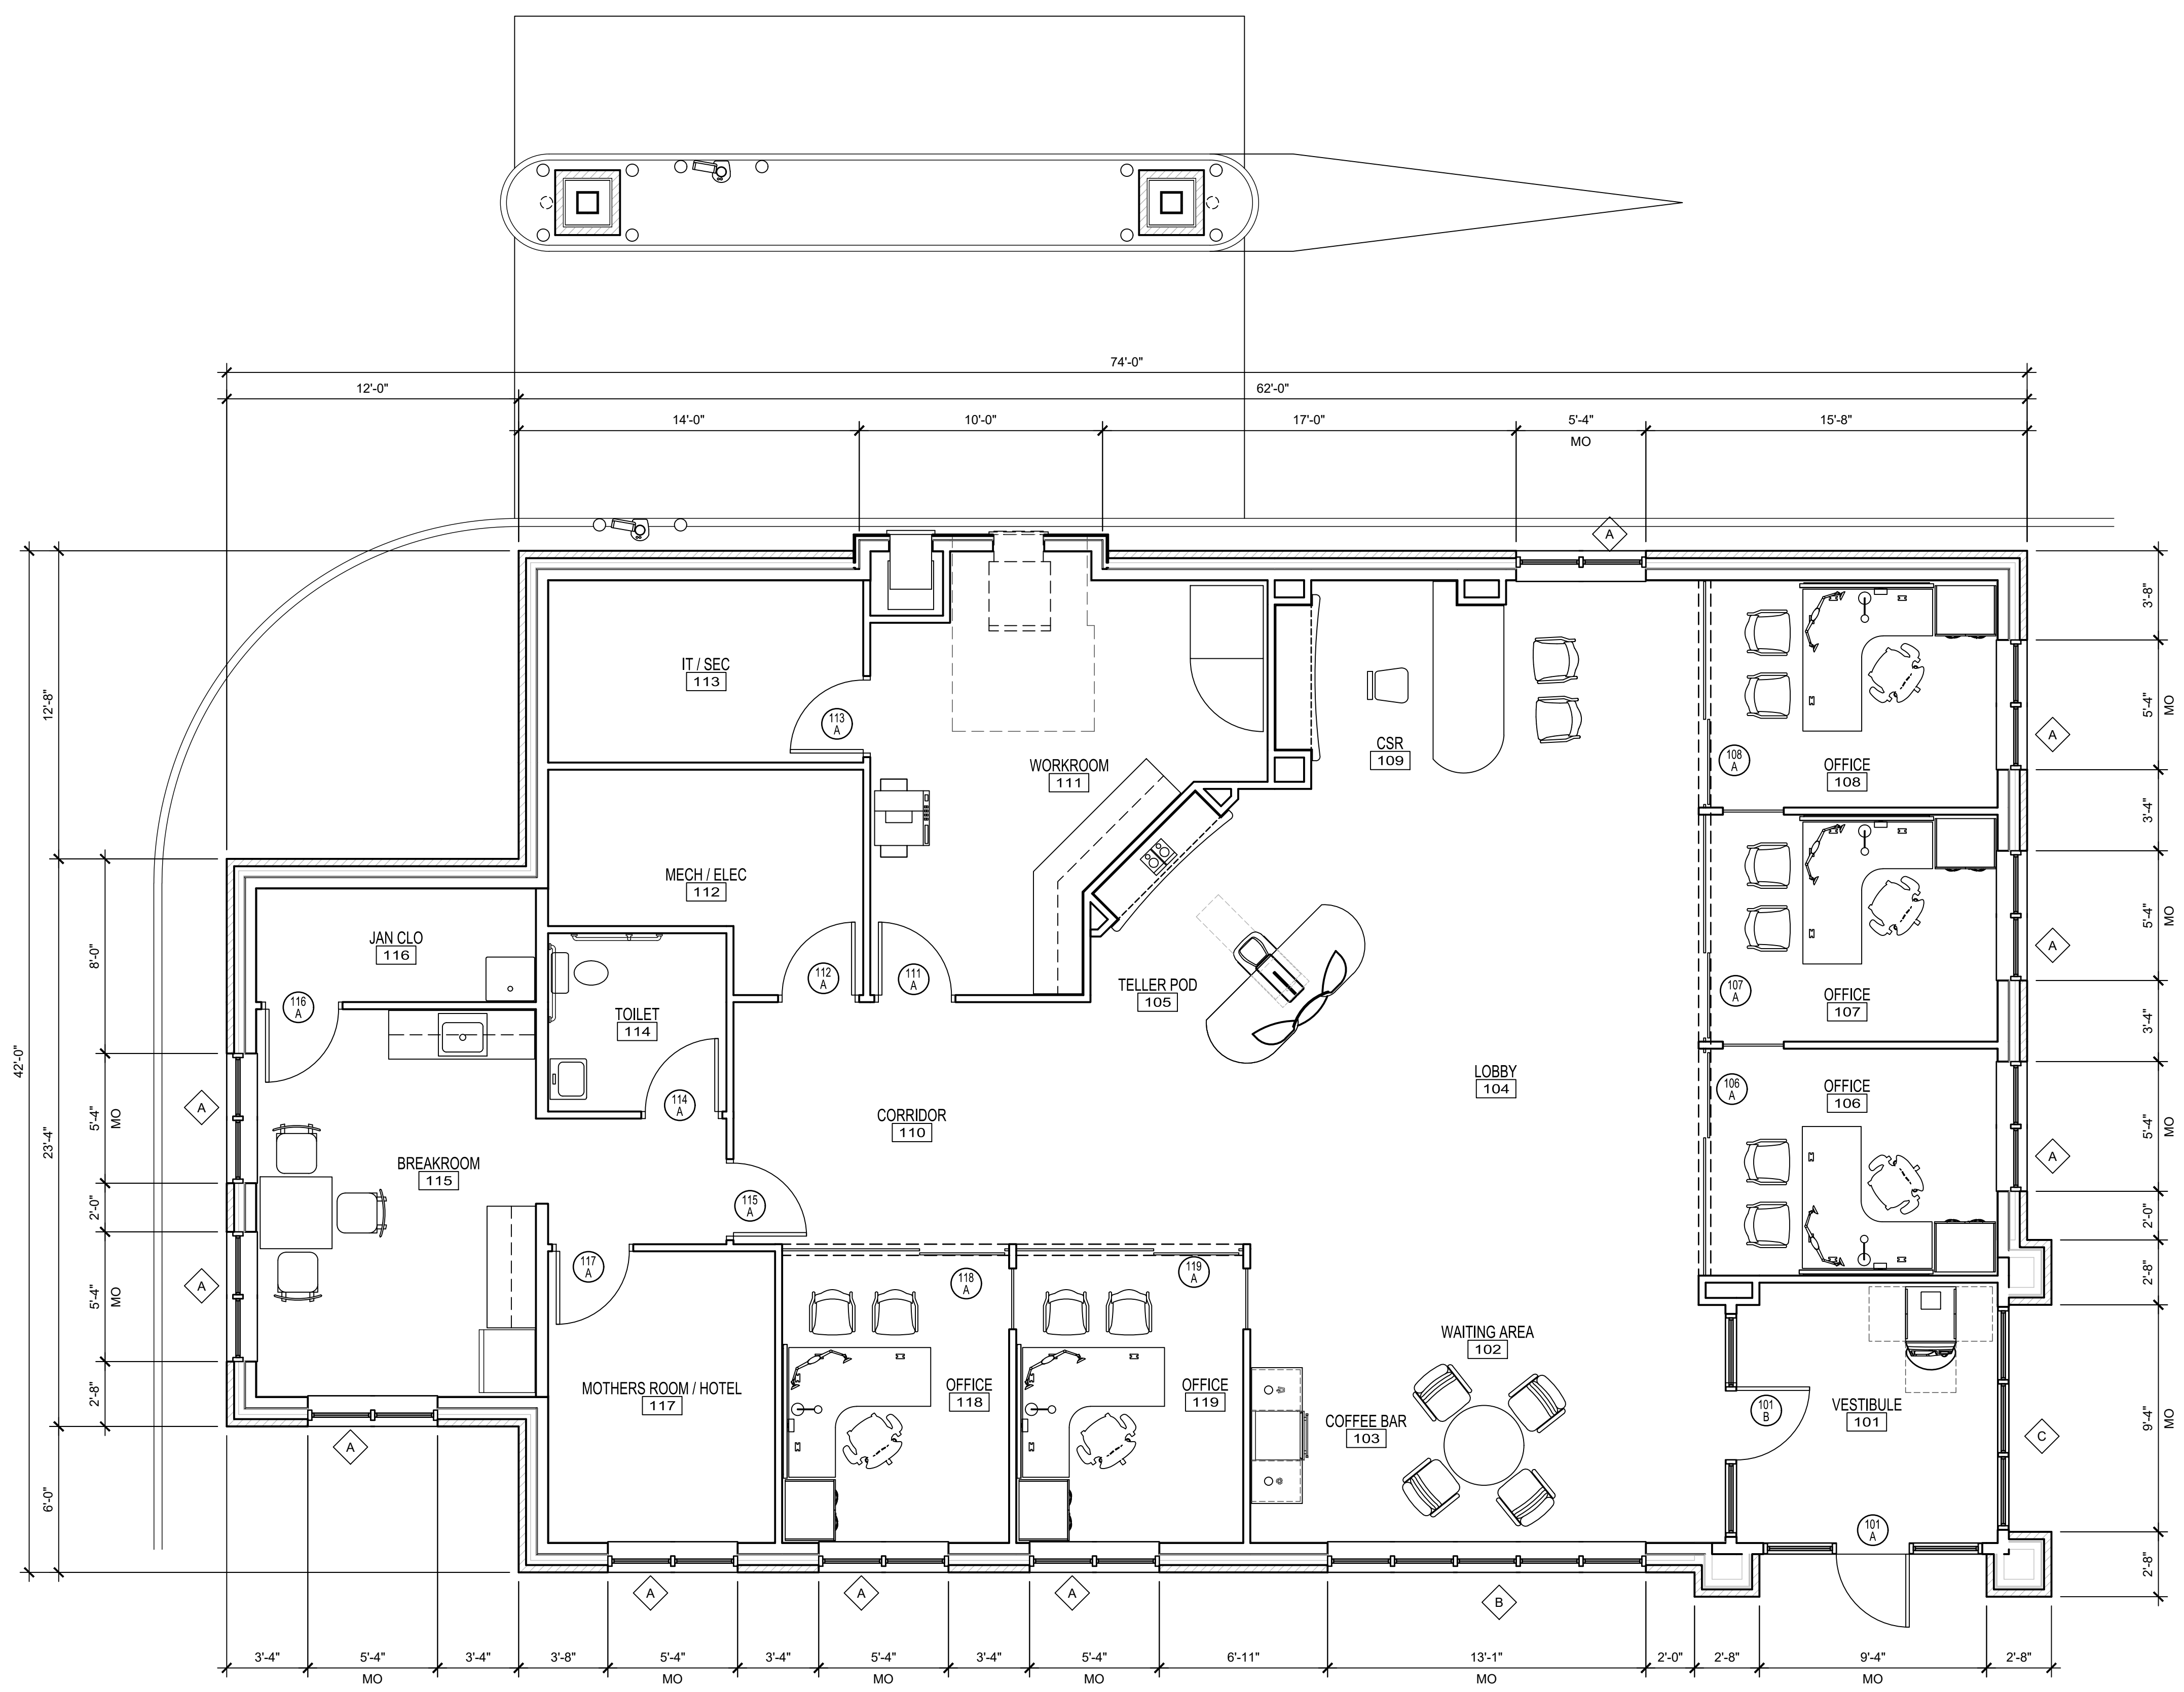 74'-0"
12'-0"
62'-0"
14'-0"
10'-0"
17'-0"
5'-4"
MO
15'-8"
A
42'-0"
12'-8"
23'-4"
6'-0"
8'-0"
5'-4"
MO
2'-0"
5'-4"
MO
2'-8"
A
A
3'-8"
5'-4"
MO
3'-4"
5'-4"
MO
3'-4"
5'-4"
MO
2'-0"
2'-8"
9'-4"
MO
2'-8"
A
A
A
C
IT / SEC
113
113
A
WORKROOM
111
CSR
109
108
A
OFFICE
108
MECH / ELEC
112
112
A
111
A
JAN CLO
116
116
A
TOILET
114
114
A
TELLER POD
105
107
A
OFFICE
107
LOBBY
104
106
A
OFFICE
106
CORRIDOR
110
BREAKROOM
115
115
A
117
A
118
A
119
A
MOTHERS ROOM / HOTEL
117
OFFICE
118
OFFICE
119
WAITING AREA
102
COFFEE BAR
103
101
B
VESTIBULE
101
101
A
A
A
A
A
B
3'-4"
5'-4"
MO
3'-4"
3'-8"
5'-4"
MO
3'-4"
5'-4"
MO
3'-4"
5'-4"
MO
6'-11"
13'-1"
MO
2'-0"
2'-8"
9'-4"
MO
2'-8"